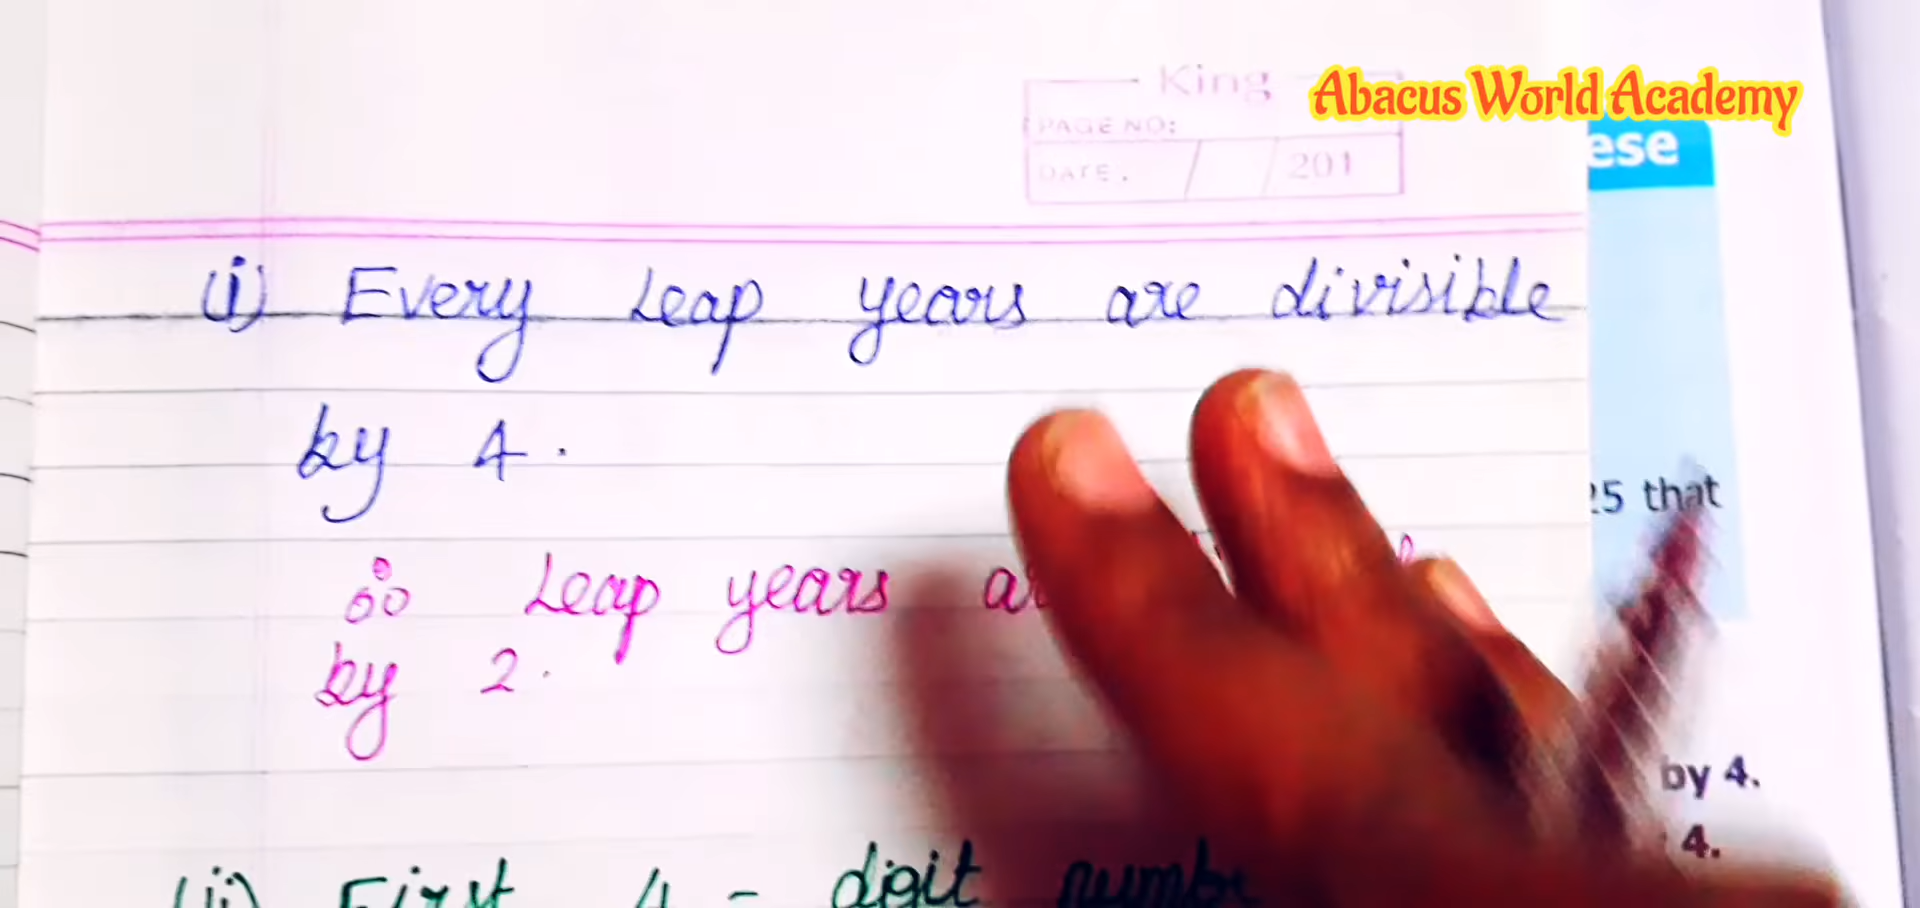 King
Abacus World Academy
PAGE NO:
DATE. / / 201
ese
(i) Every Leap years are divisible
by 4.
25 that
∴ Leap years
by 2.
by 4.
4.
(ii) First 4 - digit